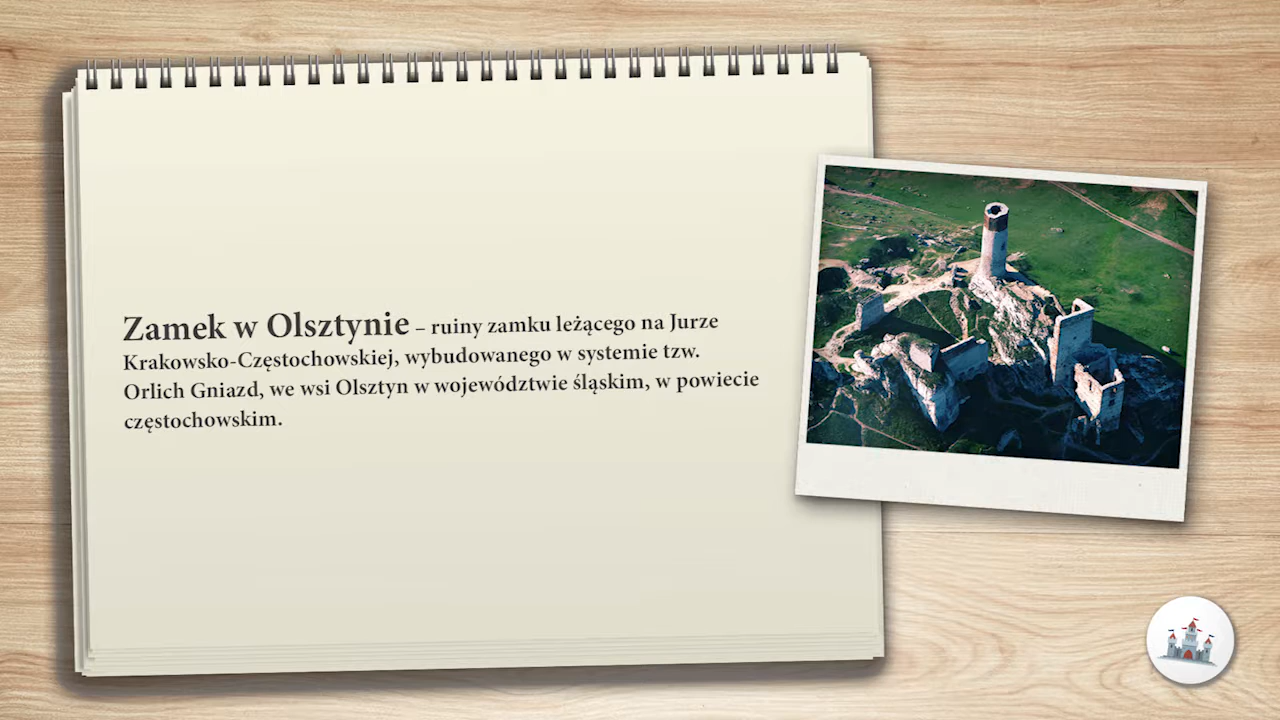 Zamek w Olsztynie – ruiny zamku leżącego na Jurze
Krakowsko-Częstochowskiej, wybudowanego w systemie tzw.
Orlich Gniazd, we wsi Olsztyn w województwie śląskim, w powiecie
częstochowskim.